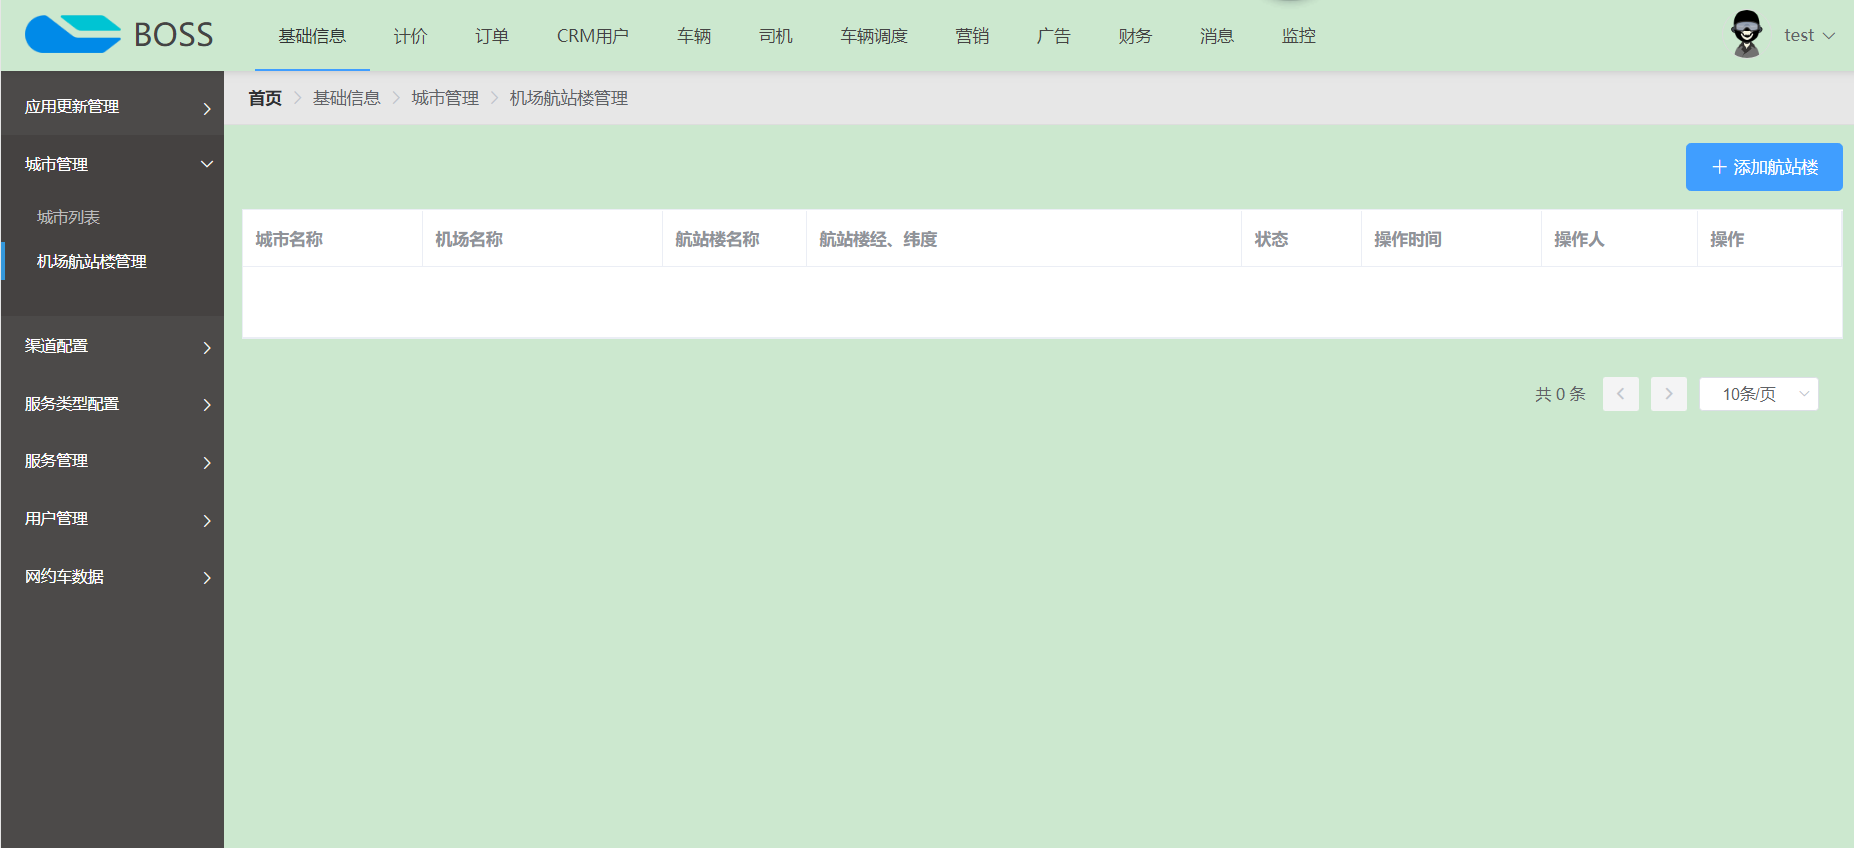 BOSS
基础信息 计价 订单 CRM用户 车辆 司机 车辆调度 营销 广告 财务 消息 监控
test
应用更新管理
城市管理
城市列表
机场航站楼管理
渠道配置
服务类型配置
服务管理
用户管理
网约车数据
首页 基础信息 城市管理 机场航站楼管理
添加航站楼
城市名称 机场名称 航站楼名称 航站楼经、纬度 状态 操作时间 操作人 操作
共 0 条 10条/页